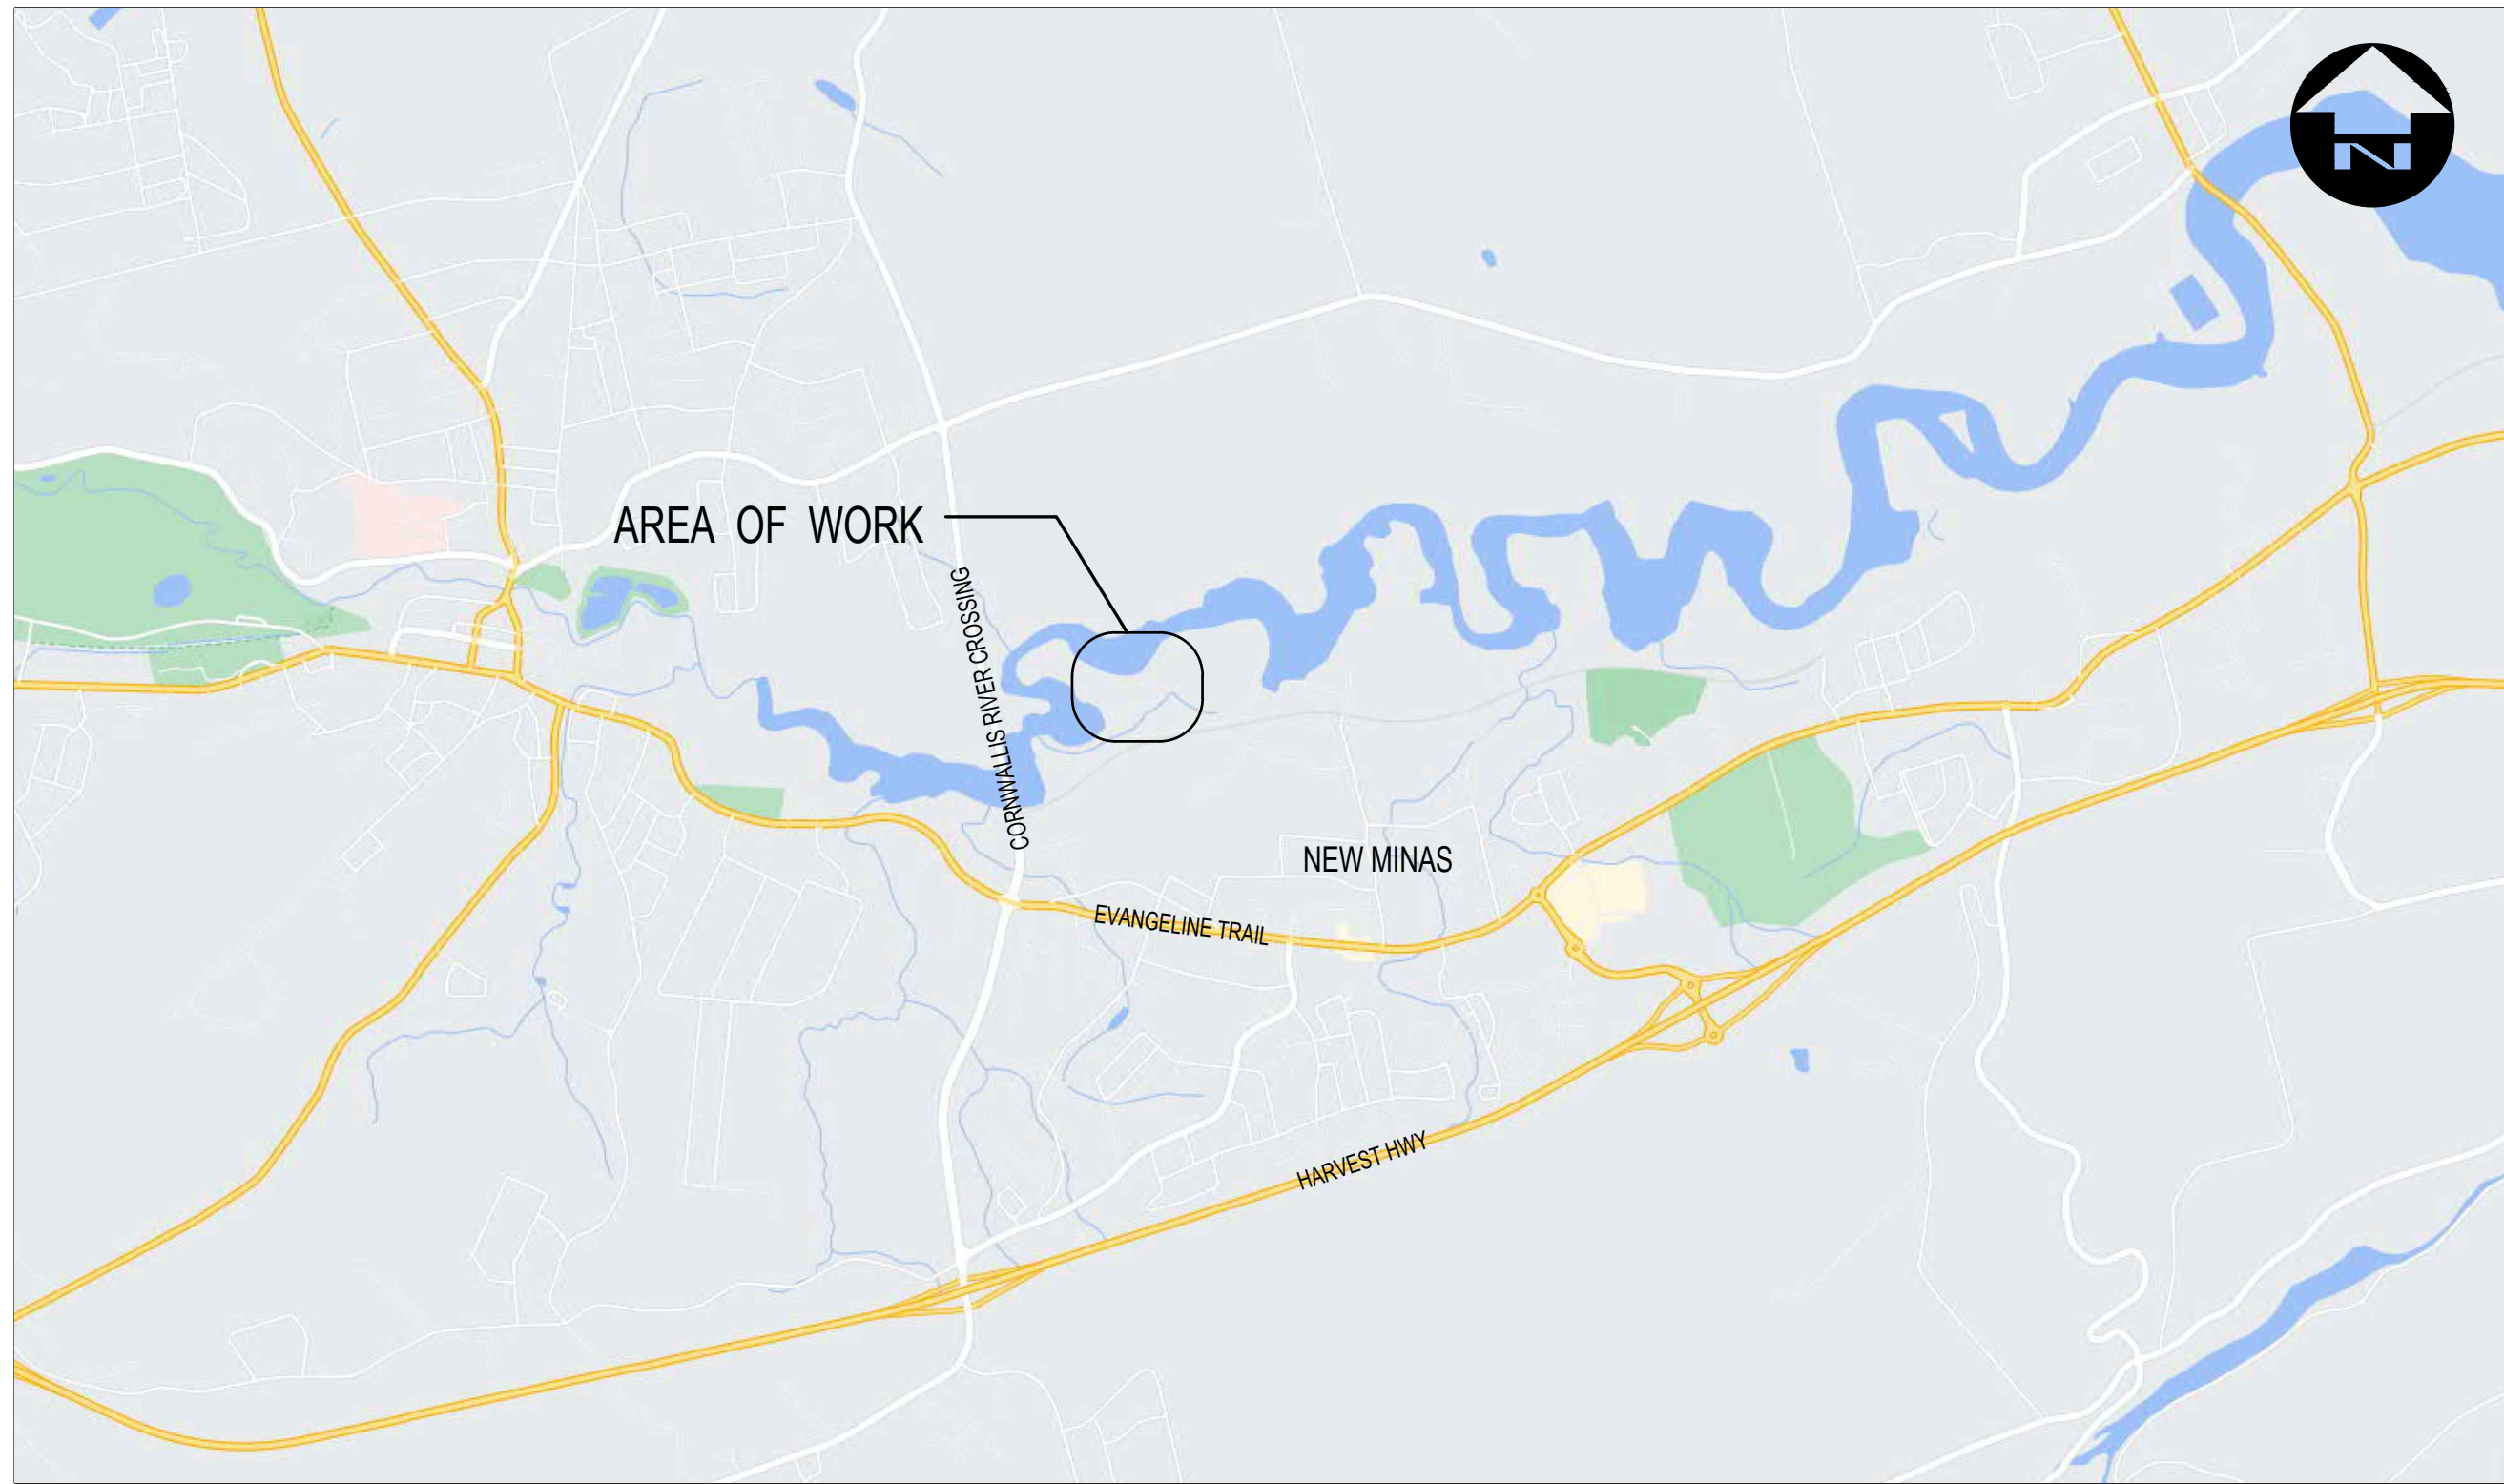 N
AREA OF WORK
CORNWALLIS RIVER CROSSING
NEW MINAS
EVANGELINE TRAIL
HARVEST HWY